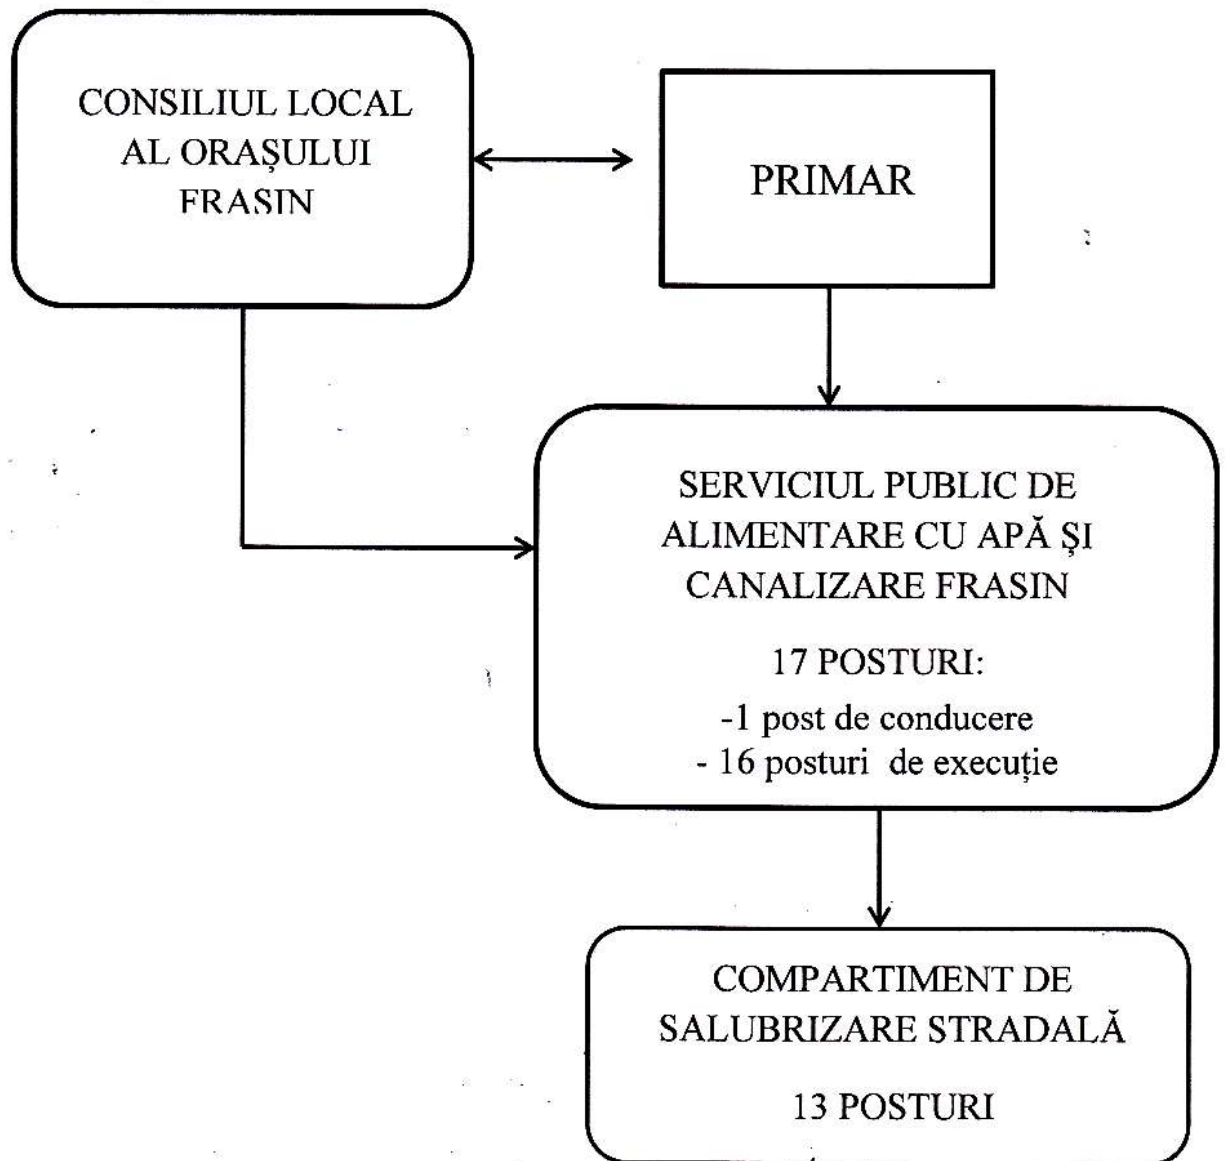 CONSILIUL LOCAL
AL ORAȘULUI
FRASIN
PRIMAR
SERVICIUL PUBLIC DE
ALIMENTARE CU APĂ ȘI
CANALIZARE FRASIN
17 POSTURI:
-1 post de conducere
- 16 posturi de execuție
COMPARTIMENT DE
SALUBRIZARE STRADALĂ
13 POSTURI